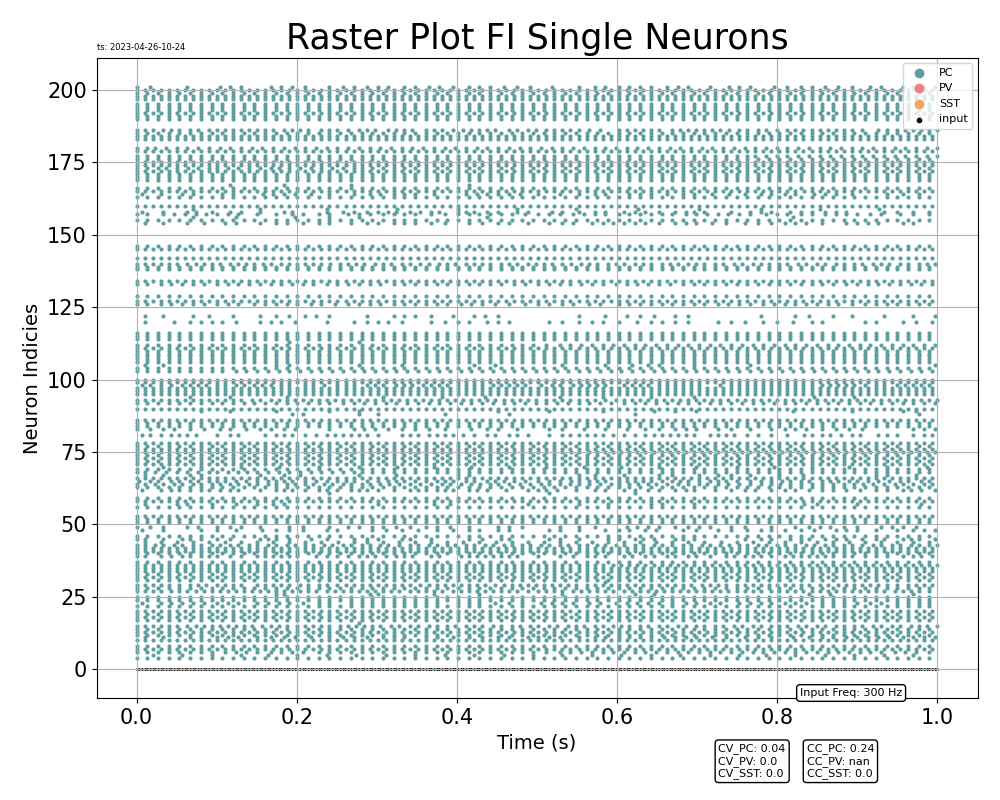 Raster Plot FI Single Neurons
ts: 2023-04-26-10-24
PC
PV
SST
input
200
175
150
125
100
75
50
25
0
Neuron Indicies
0.0 0.2 0.4 0.6 0.8 1.0
Time (s)
Input Freq: 300 Hz
CV_PC: 0.04
CV_PV: 0.0
CV_SST: 0.0
CC_PC: 0.24
CC_PV: nan
CC_SST: 0.0